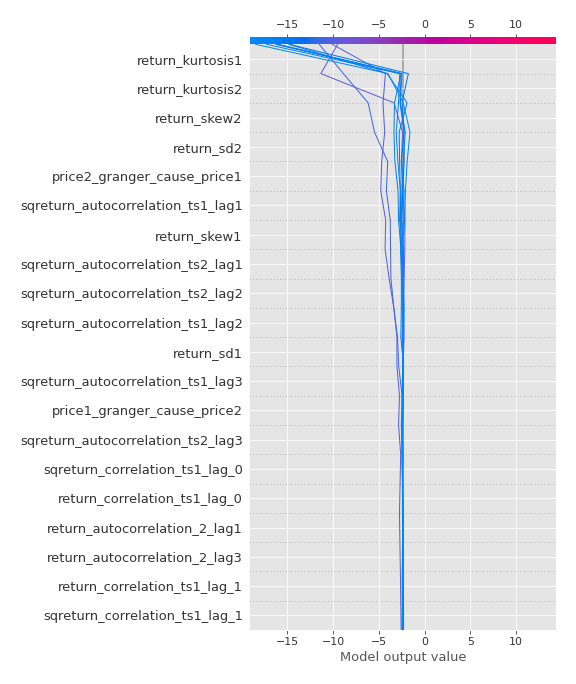 −15 −10 −5 0 5 10
return_kurtosis1
return_kurtosis2
return_skew2
return_sd2
price2_granger_cause_price1
sqreturn_autocorrelation_ts1_lag1
return_skew1
sqreturn_autocorrelation_ts2_lag1
sqreturn_autocorrelation_ts2_lag2
sqreturn_autocorrelation_ts1_lag2
return_sd1
sqreturn_autocorrelation_ts1_lag3
price1_granger_cause_price2
sqreturn_autocorrelation_ts2_lag3
sqreturn_correlation_ts1_lag_0
return_correlation_ts1_lag_0
return_autocorrelation_2_lag1
return_autocorrelation_2_lag3
return_correlation_ts1_lag_1
sqreturn_correlation_ts1_lag_1
−15 −10 −5 0 5 10
Model output value